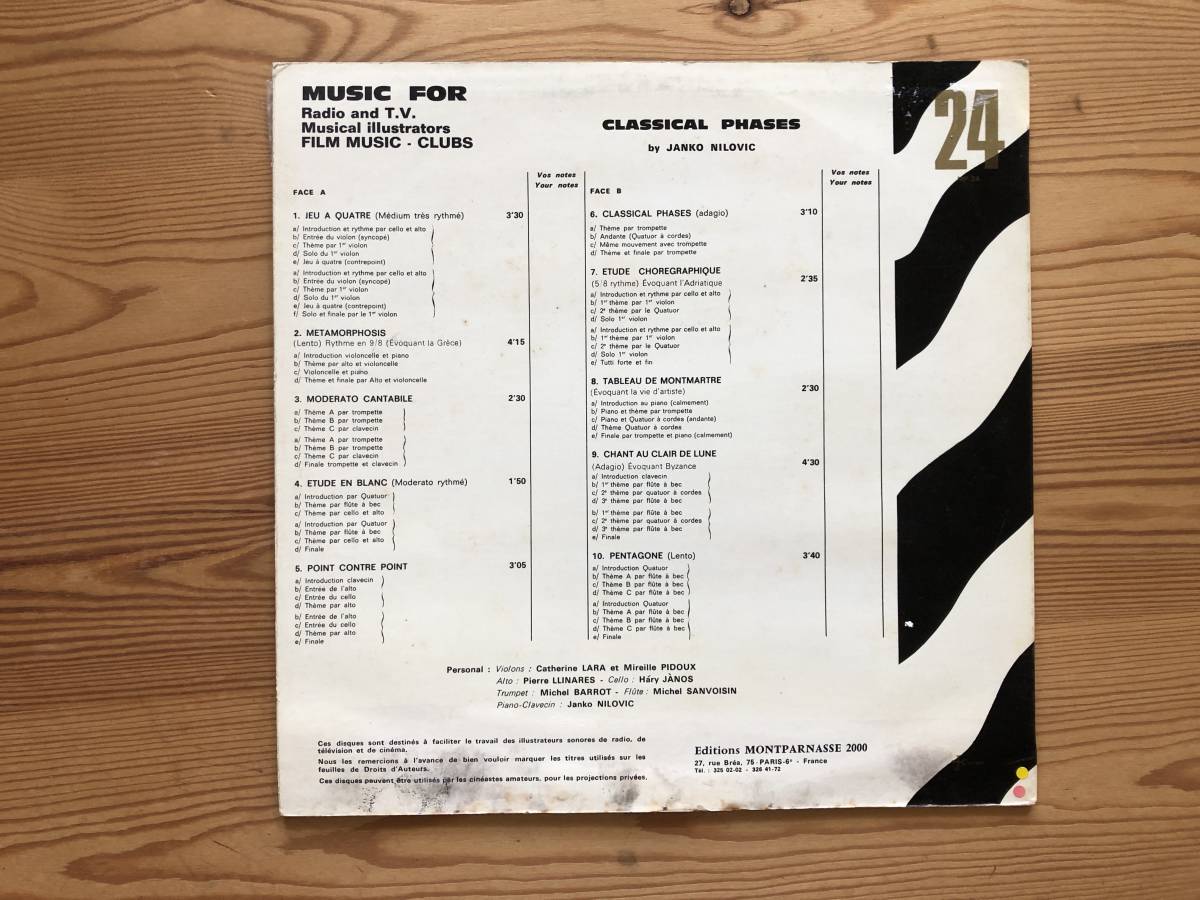 MUSIC FOR
Radio and T.V.
Musical illustrators
FILM MUSIC - CLUBS
CLASSICAL PHASES
by JANKO NILOVIC
24
Vos notes
Your notes
FACE A
1. JEU A QUATRE (Médium très rythmé) 3'30
a/ Introduction et rythme par cello et alto
b/ Entrée du violon (syncopé)
c/ Thème par 1er violon
d/ Solo du 1er violon
e/ Jeu à quatre (contrepoint)
a/ Introduction et rythme par cello et alto
b/ Entrée du violon (syncopé)
c/ Thème par 1er violon
d/ Solo du 1er violon
e/ Jeu à quatre (contrepoint)
f/ Solo et finale par le 1er violon
2. METAMORPHOSIS
(Lento) Rythme en 9/8 (Évoquant la Grèce) 4'15
a/ Introduction violoncelle et piano
b/ Thème par alto et violoncelle
c/ Violoncelle et piano
d/ Thème et finale par Alto et violoncelle
3. MODERATO CANTABILE 2'30
a/ Thème A par trompette
b/ Thème B par trompette
c/ Thème C par clavecin
a/ Thème A par trompette
b/ Thème B par trompette
c/ Thème C par clavecin
d/ Finale trompette et clavecin
4. ETUDE EN BLANC (Moderato rythmé) 1'50
a/ Introduction par Quatuor
b/ Thème par flûte à bec
c/ Thème par cello et alto
a/ Introduction par Quatuor
b/ Thème par flûte à bec
c/ Thème par cello et alto
d/ Finale
5. POINT CONTRE POINT 3'05
a/ Introduction clavecin
b/ Entrée de l'alto
c/ Entrée du cello
d/ Thème par alto
b/ Entrée de l'alto
c/ Entrée du cello
d/ Thème par alto
e/ Finale
Vos notes
Your notes
FACE B
6. CLASSICAL PHASES (adagio) 3'10
a/ Thème par trompette
b/ Andante (Quatuor à cordes)
c/ Même mouvement avec trompette
d/ Thème et finale par trompette
7. ETUDE CHOREGRAPHIQUE 2'35
(5/8 rythme) Évoquant l'Adriatique
a/ Introduction et rythme par cello et alto
b/ 1er thème par 1er violon
c/ 2e thème par le Quatuor
d/ Solo 1er violon
a/ Introduction et rythme par cello et alto
b/ 1er thème par 1er violon
c/ 2e thème par le Quatuor
d/ Solo 1er violon
e/ Tutti forte et fin
8. TABLEAU DE MONTMARTRE 2'30
(Évoquant la vie d'artiste)
a/ Introduction au piano (calmement)
b/ Piano et thème par trompette
c/ Piano et Quatuor à cordes (andante)
d/ Thème Quatuor à cordes
e/ Finale par trompette et piano (calmement)
9. CHANT AU CLAIR DE LUNE
(Adagio) Évoquant Byzance 4'30
a/ Introduction clavecin
b/ 1er thème par flûte à bec
c/ 2e thème par quatuor à cordes
d/ 3e thème par flûte à bec
b/ 1er thème par flûte à bec
c/ 2e thème par quatuor à cordes
d/ 3e thème par flûte à bec
e/ Finale
10. PENTAGONE (Lento) 3'40
a/ Introduction Quatuor
b/ Thème A par flûte à bec
c/ Thème B par flûte à bec
d/ Thème C par flûte à bec
a/ Introduction Quatuor
b/ Thème A par flûte à bec
c/ Thème B par flûte à bec
d/ Thème C par flûte à bec
e/ Finale
Personal : Violons : Catherine LARA et Mireille PIDOUX
Alto : Pierre LLINARES - Cello : Háry JÀNOS
Trumpet : Michel BARROT - Flûte : Michel SANVOISIN
Piano-Clavecin : Janko NILOVIC
Ces disques sont destinés à faciliter le travail des illustrateurs sonores de radio, de
télévision et de cinéma.
Nous les remercions à l'avance de bien vouloir marquer les titres utilisés sur les
feuilles de Droits d'Auteurs.
Ces disques peuvent être utilisés par les cinéastes amateurs, pour les projections privées.
Editions MONTPARNASSE 2000
27, rue Bréa, 75-PARIS-6e - France
Tél. : 325 02-02 - 326 41-72